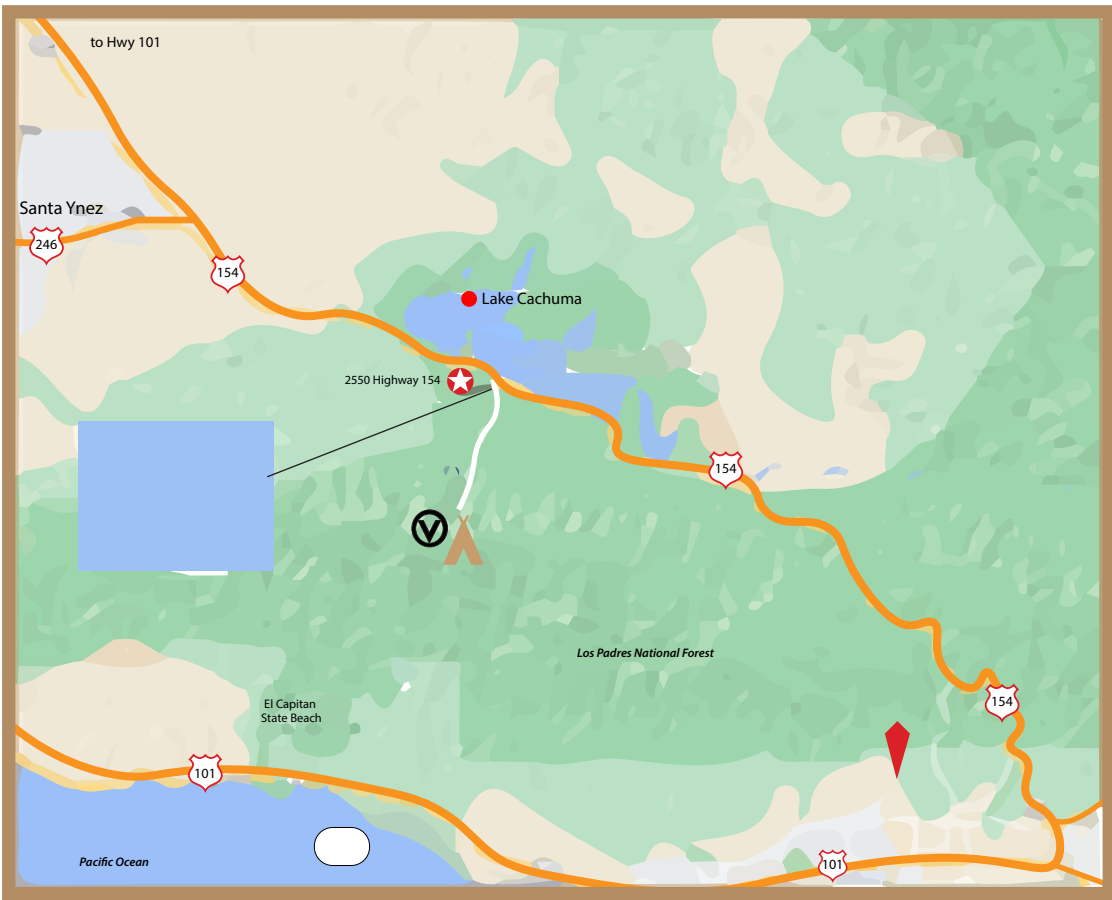 to Hwy 101
Santa Ynez
246
154
Lake Cachuma
2550 Highway 154
154
V
Los Padres National Forest
El Capitan
State Beach
154
101
Pacific Ocean
101